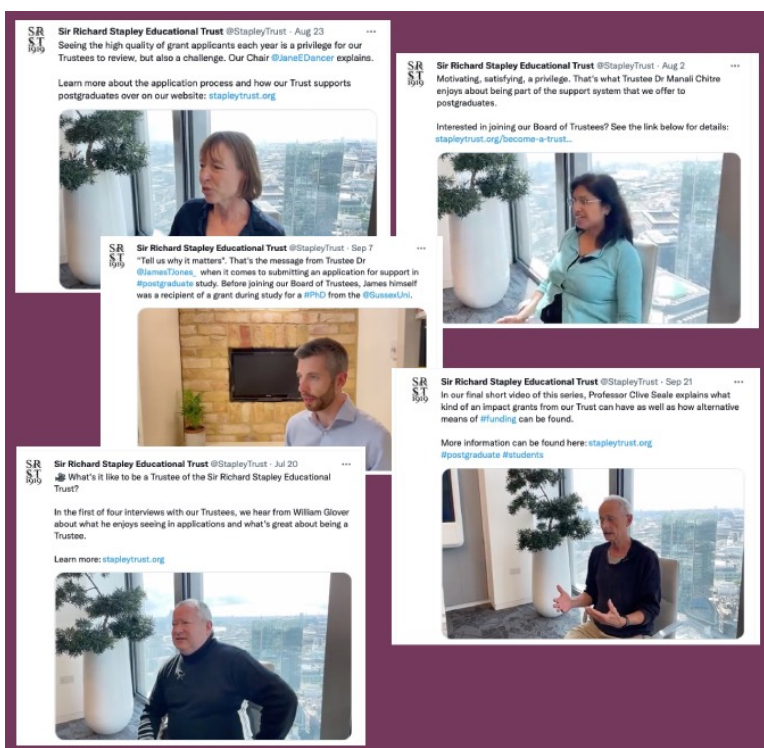 S.R
S.T
1919
Sir Richard Stapley Educational Trust @StapleyTrust · Aug 23
Seeing the high quality of grant applicants each year is a privilege for our
Trustees to review, but also a challenge. Our Chair @JaneEDancer explains.
Learn more about the application process and how our Trust supports
postgraduates over on our website: stapleytrust.org
S.R
S.T
1919
Sir Richard Stapley Educational Trust @StapleyTrust · Aug 2
Motivating, satisfying, a privilege. That's what Trustee Dr Manali Chitre
enjoys about being part of the support system that we offer to
postgraduates.
Interested in joining our Board of Trustees? See the link below for details:
stapleytrust.org/become-a-trust...
S.R
S.T
1919
Sir Richard Stapley Educational Trust @StapleyTrust · Sep 7
"Tell us why it matters". That's the message from Trustee Dr
@JamesTJones_ when it comes to submitting an application for support in
#postgraduate study. Before joining our Board of Trustees, James himself
was a recipient of a grant during study for a #PhD from the @SussexUni.
S.R
S.T
1919
Sir Richard Stapley Educational Trust @StapleyTrust · Sep 21
In our final short video of this series, Professor Clive Seale explains what
kind of an impact grants from our Trust can have as well as how alternative
means of #funding can be found.
More information can be found here: stapleytrust.org
#postgraduate #students
S.R
S.T
1919
Sir Richard Stapley Educational Trust @StapleyTrust · Jul 20
🎥 What's it like to be a Trustee of the Sir Richard Stapley Educational
Trust?
In the first of four interviews with our Trustees, we hear from William Glover
about what he enjoys seeing in applications and what's great about being a
Trustee.
Learn more: stapleytrust.org